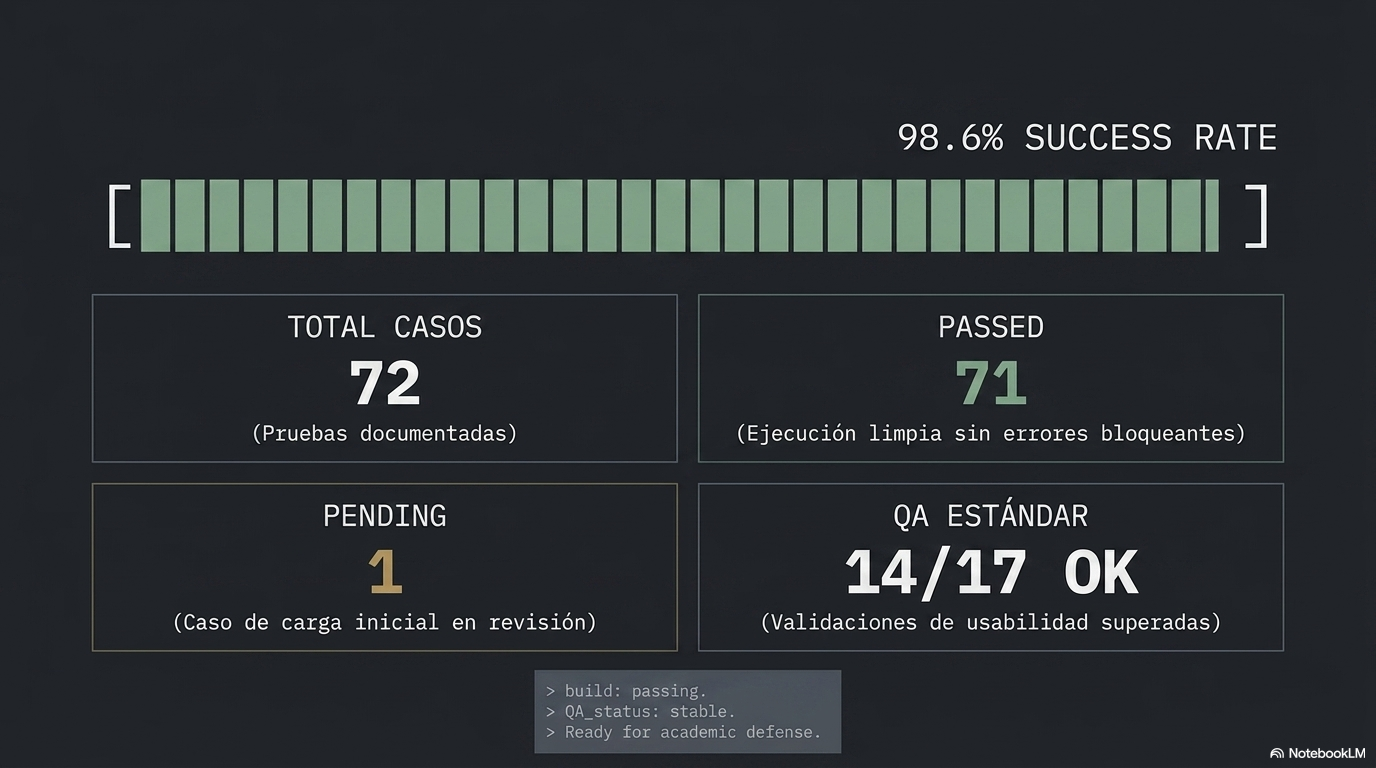 98.6% SUCCESS RATE
[ ]
TOTAL CASOS
72
(Pruebas documentadas)
PASSED
71
(Ejecución limpia sin errores bloqueantes)
PENDING
1
(Caso de carga inicial en revisión)
QA ESTÁNDAR
14/17 OK
(Validaciones de usabilidad superadas)
> build: passing.
> QA_status: stable.
> Ready for academic defense.
NotebookLM